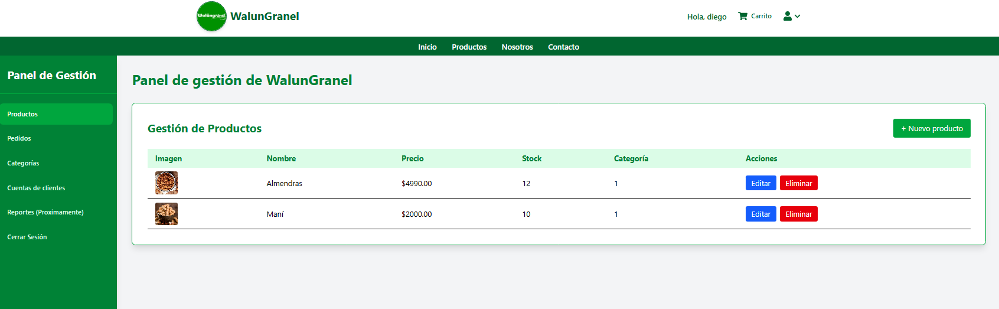 Walüngranel WalunGranel
Hola, diego Carrito
Inicio Productos Nosotros Contacto
Panel de Gestión
Productos
Pedidos
Categorías
Cuentas de clientes
Reportes (Proximamente)
Cerrar Sesión
Panel de gestión de WalunGranel
Gestión de Productos
+ Nuevo producto
Imagen Nombre Precio Stock Categoría Acciones
Almendras $4990.00 12 1 Editar Eliminar
Maní $2000.00 10 1 Editar Eliminar